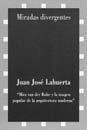 Miradas divergentes
Juan José Lahuerta
"Mies van der Rohe y la imagen
popular de la arquitectura moderna"